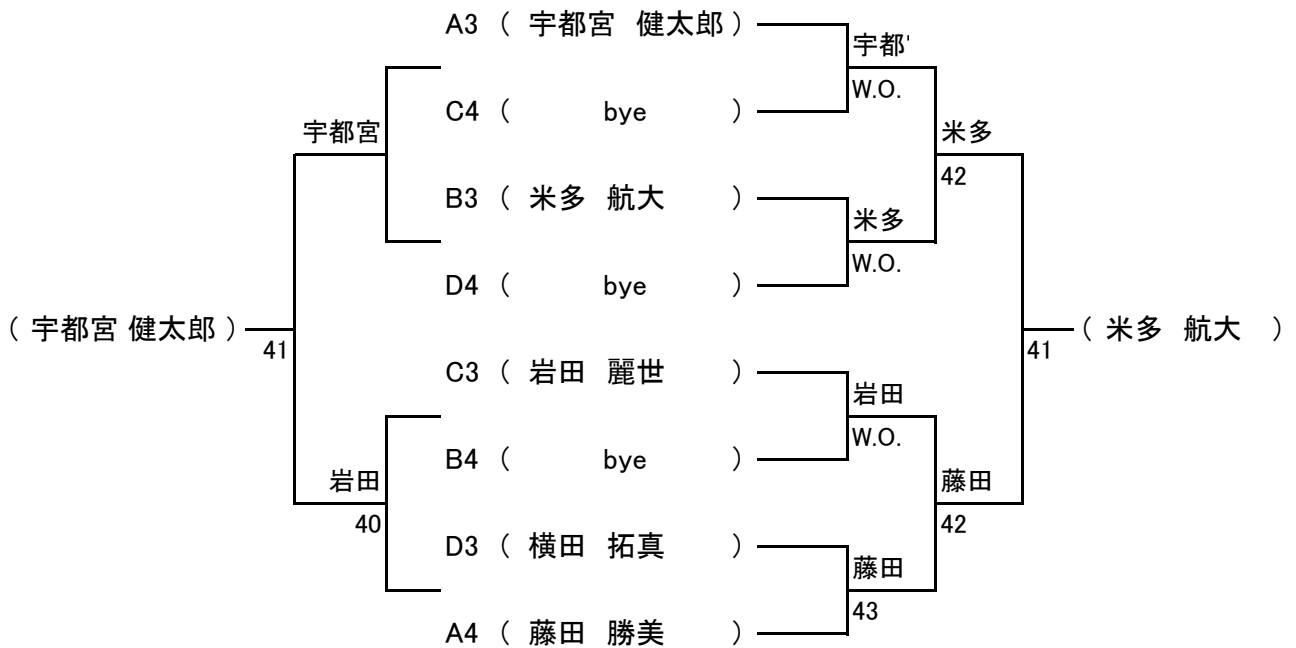 A3 ( 宇都宮 健太郎 )
宇都'
W.O.
C4 ( bye )
宇都宮
米多
42
B3 ( 米多 航大 )
米多
W.O.
D4 ( bye )
( 宇都宮 健太郎 )
41
41
( 米多 航大 )
C3 ( 岩田 麗世 )
岩田
W.O.
B4 ( bye )
岩田
40
藤田
42
D3 ( 横田 拓真 )
藤田
43
A4 ( 藤田 勝美 )